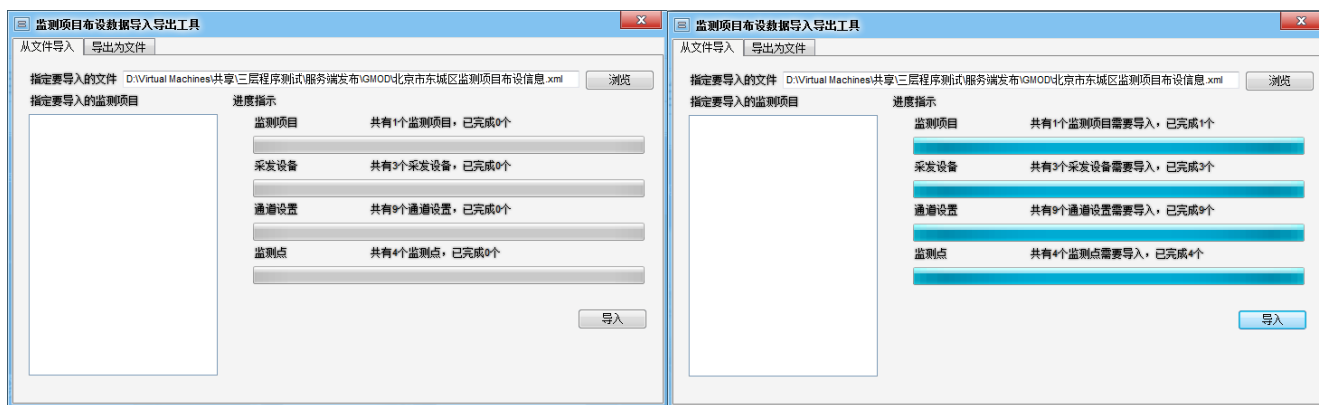 监测项目布设数据导入导出工具
从文件导入 导出为文件
指定要导入的文件 D:\Virtual Machines\共享\三层程序测试\服务端发布\GMOD\北京市东城区监测项目布设信息.xml 浏览
指定要导入的监测项目 进度指示
监测项目 共有1个监测项目，已完成0个
采发设备 共有3个采发设备，已完成0个
通道设置 共有9个通道设置，已完成0个
监测点 共有4个监测点，已完成0个
导入
监测项目布设数据导入导出工具
从文件导入 导出为文件
指定要导入的文件 D:\Virtual Machines\共享\三层程序测试\服务端发布\GMOD\北京市东城区监测项目布设信息.xml 浏览
指定要导入的监测项目 进度指示
监测项目 共有1个监测项目需要导入，已完成1个
采发设备 共有3个采发设备需要导入，已完成3个
通道设置 共有9个通道设置需要导入，已完成9个
监测点 共有4个监测点需要导入，已完成4个
导入